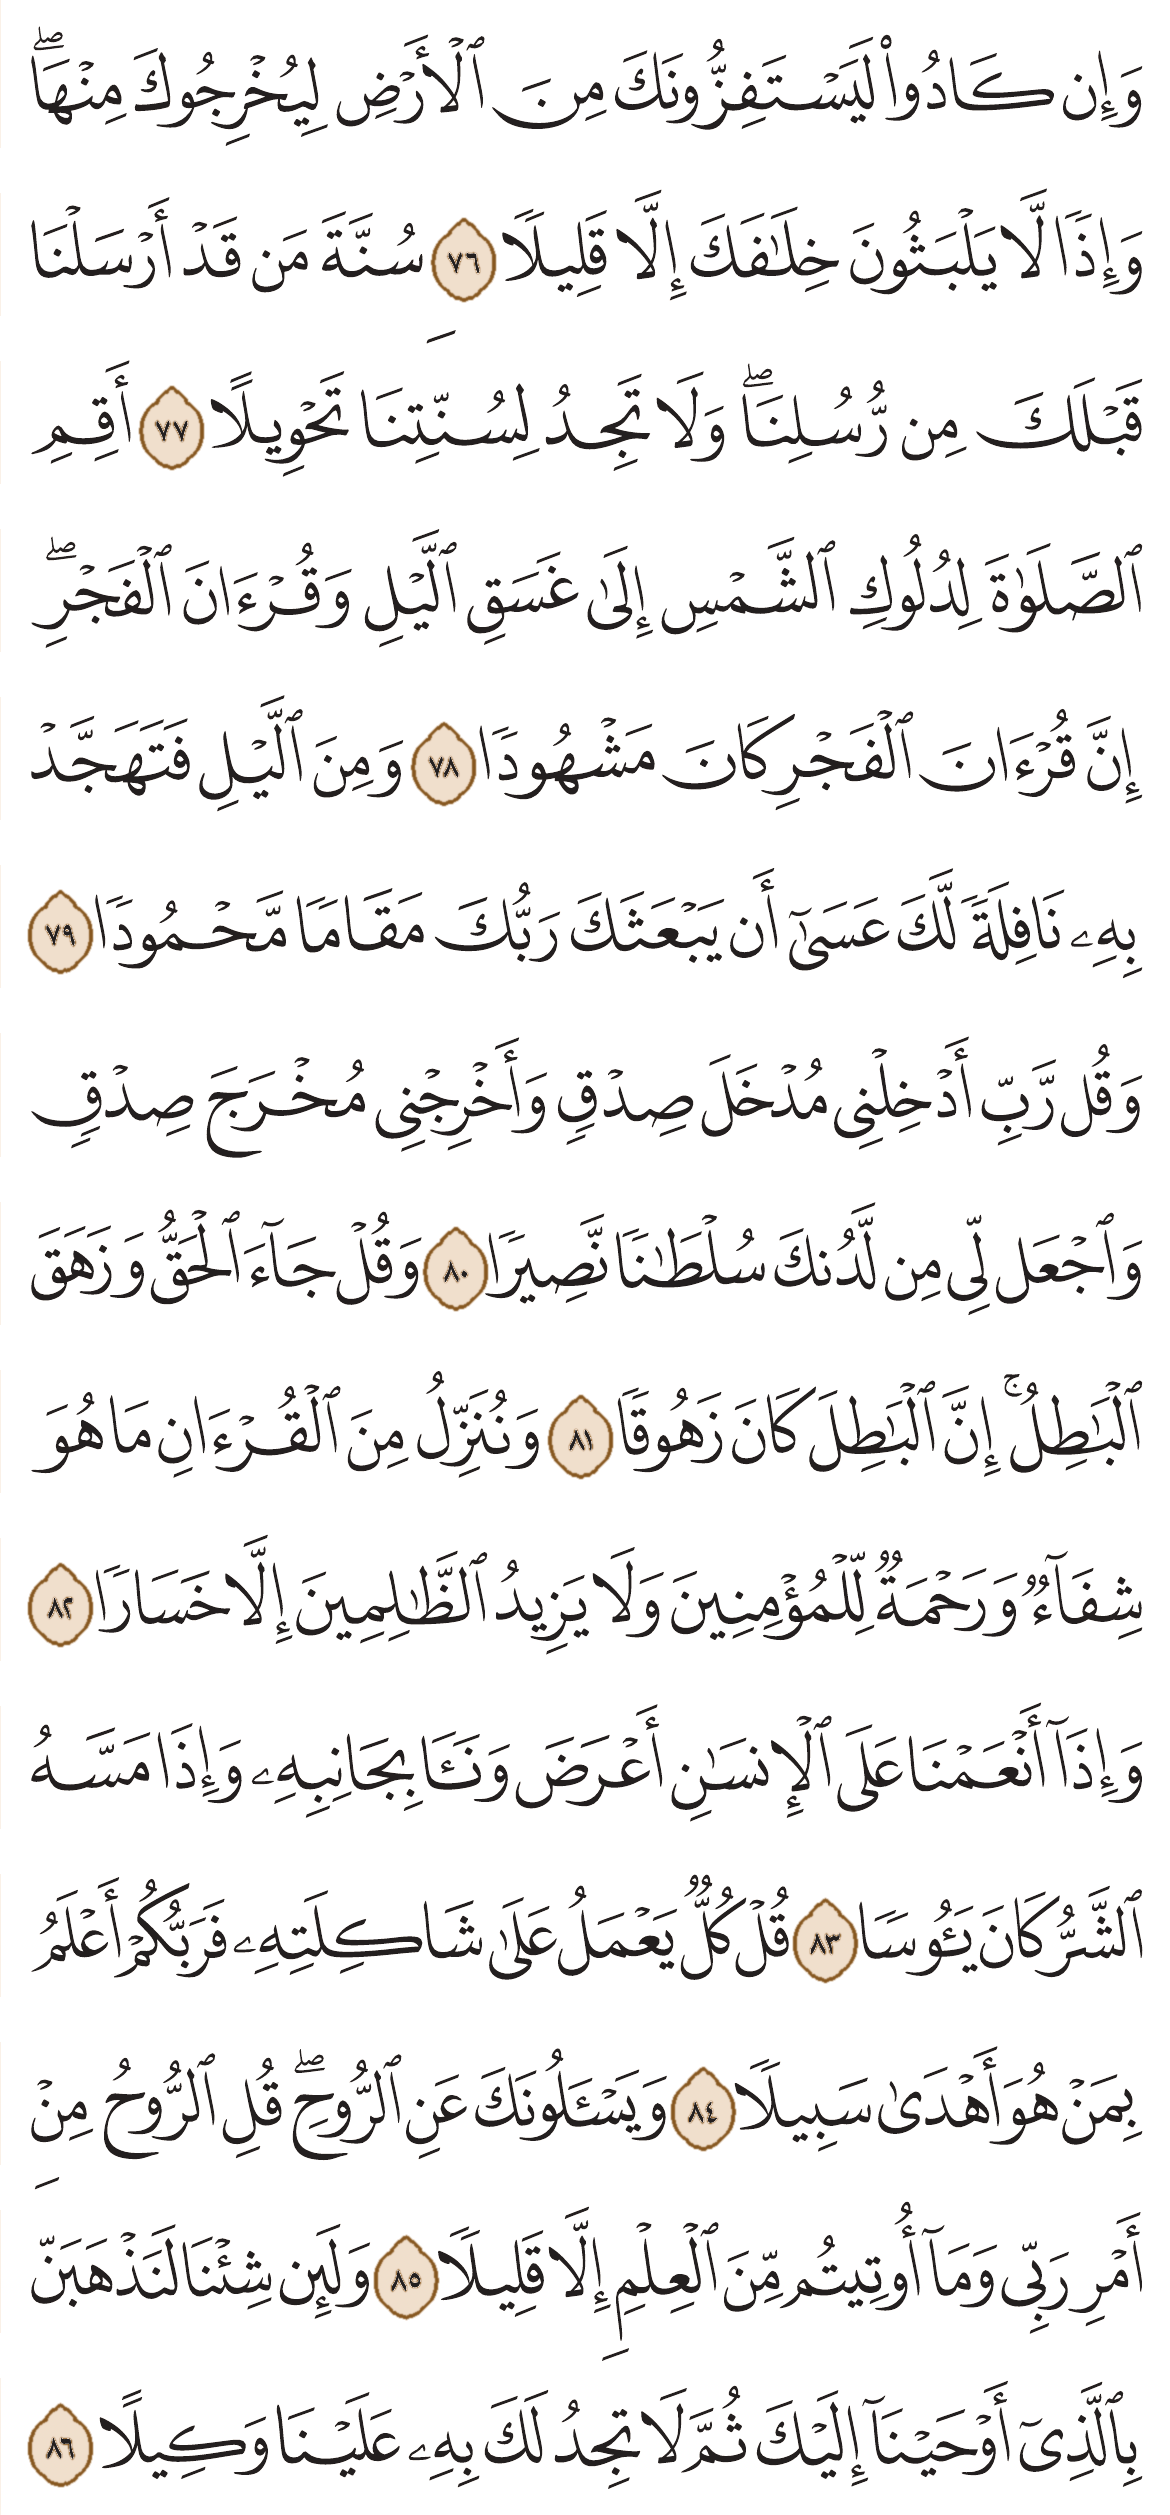 وَإِن كَادُوا۟ لَيَسْتَفِزُّونَكَ مِنَ ٱلْأَرْضِ لِيُخْرِجُوكَ مِنْهَا ۖ
وَإِذًا لَّا يَلْبَثُونَ خِلَٰفَكَ إِلَّا قَلِيلًا ٧٦ سُنَّةَ مَن قَدْ أَرْسَلْنَا
قَبْلَكَ مِن رُّسُلِنَا ۖ وَلَا تَجِدُ لِسُنَّتِنَا تَحْوِيلًا ٧٧ أَقِمِ
ٱلصَّلَوٰةَ لِدُلُوكِ ٱلشَّمْسِ إِلَىٰ غَسَقِ ٱلَّيْلِ وَقُرْءَانَ ٱلْفَجْرِ ۖ
إِنَّ قُرْءَانَ ٱلْفَجْرِ كَانَ مَشْهُودًا ٧٨ وَمِنَ ٱلَّيْلِ فَتَهَجَّدْ
بِهِۦ نَافِلَةً لَّكَ عَسَىٰٓ أَن يَبْعَثَكَ رَبُّكَ مَقَامًا مَّحْمُودًا ٧٩
وَقُل رَّبِّ أَدْخِلْنِى مُدْخَلَ صِدْقٍ وَأَخْرِجْنِى مُخْرَجَ صِدْقٍ
وَٱجْعَل لِّى مِن لَّدُنكَ سُلْطَٰنًا نَّصِيرًا ٨٠ وَقُلْ جَآءَ ٱلْحَقُّ وَزَهَقَ
ٱلْبَٰطِلُ ۚ إِنَّ ٱلْبَٰطِلَ كَانَ زَهُوقًا ٨١ وَنُنَزِّلُ مِنَ ٱلْقُرْءَانِ مَا هُوَ
شِفَآءٌ وَرَحْمَةٌ لِّلْمُؤْمِنِينَ وَلَا يَزِيدُ ٱلظَّٰلِمِينَ إِلَّا خَسَارًا ٨٢
وَإِذَآ أَنْعَمْنَا عَلَى ٱلْإِنسَٰنِ أَعْرَضَ وَنَـَٔا بِجَانِبِهِۦ وَإِذَا مَسَّهُ
ٱلشَّرُّ كَانَ يَـُٔوسًا ٨٣ قُلْ كُلٌّ يَعْمَلُ عَلَىٰ شَاكِلَتِهِۦ فَرَبُّكُمْ أَعْلَمُ
بِمَنْ هُوَ أَهْدَىٰ سَبِيلًا ٨٤ وَيَسْـَٔلُونَكَ عَنِ ٱلرُّوحِ ۖ قُلِ ٱلرُّوحُ مِنْ
أَمْرِ رَبِّى وَمَآ أُوتِيتُم مِّنَ ٱلْعِلْمِ إِلَّا قَلِيلًا ٨٥ وَلَئِن شِئْنَا لَنَذْهَبَنَّ
بِٱلَّذِىٓ أَوْحَيْنَآ إِلَيْكَ ثُمَّ لَا تَجِدُ لَكَ بِهِۦ عَلَيْنَا وَكِيلًا ٨٦